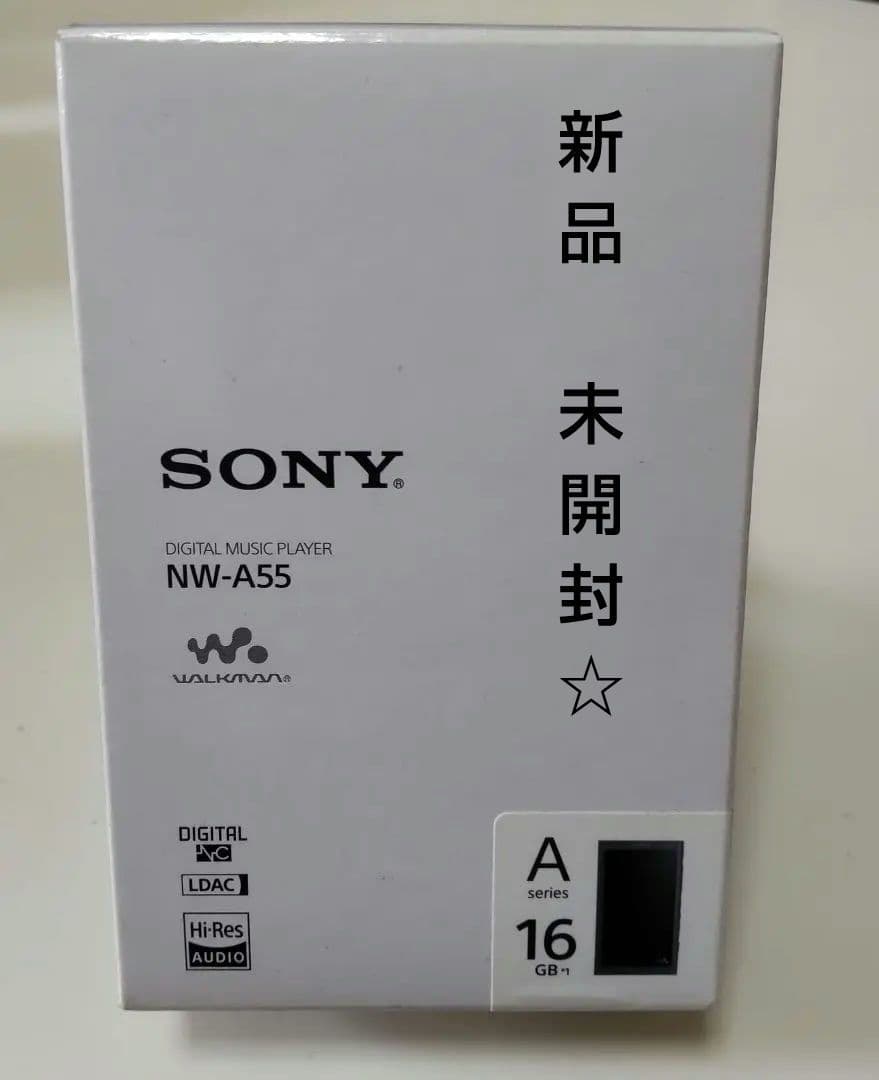 新品 未開封☆
SONY®
DIGITAL MUSIC PLAYER
NW-A55
WALKMAN®
DIGITAL
NC
LDAC
Hi-Res
AUDIO
A
series
16
GB *1